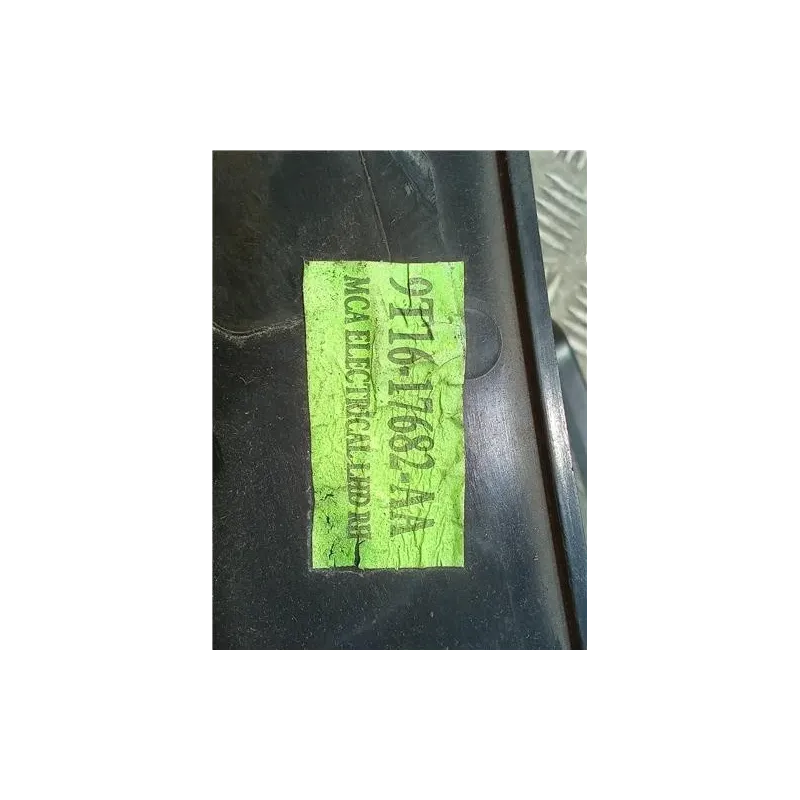 9T16-17682-AA
MCA ELECTRICAL LHD RH